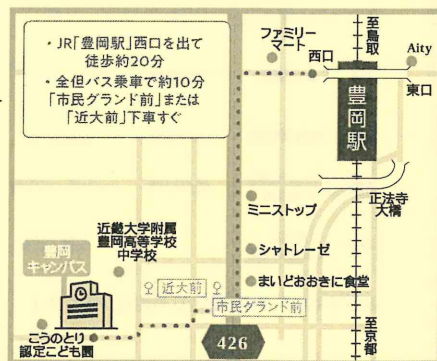 ・JR「豊岡駅」西口を出て
徒歩約20分
・全但バス乗車で約10分
「市民グランド前」または
「近大前」下車すぐ
至鳥取
ファミリー
マート
西口
Aity
東口
豊岡駅
正法寺
大橋
ミニストップ
近畿大学附属
豊岡高等学校
中学校
シャトレーゼ
豊岡
キャンパス
近大前
まいどおおきに食堂
市民グランド前
こうのとり
認定こども園
426
至京都